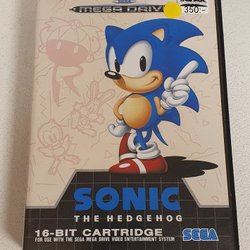 MEGA DRIVE
350:-
SONIC
THE HEDGEHOG
16-BIT CARTRIDGE
FOR USE WITH THE SEGA MEGA DRIVE VIDEO ENTERTAINMENT SYSTEM
SEGA